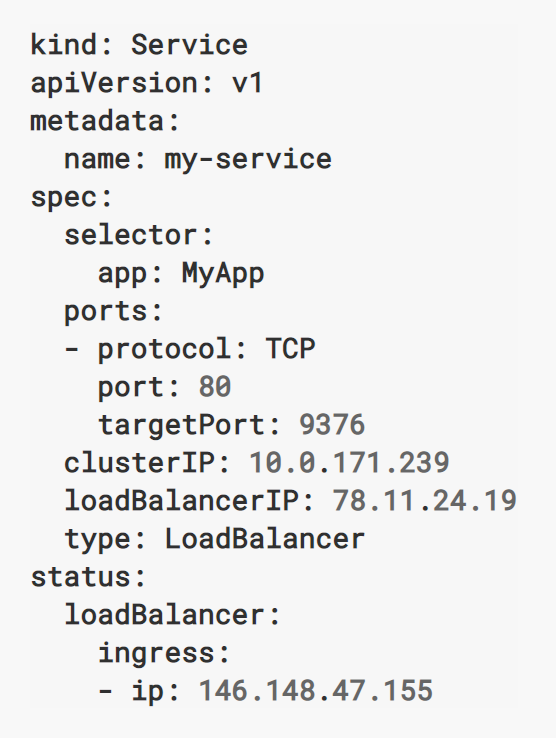 kind: Service
apiVersion: v1
metadata:
  name: my-service
spec:
  selector:
    app: MyApp
  ports:
  - protocol: TCP
    port: 80
    targetPort: 9376
  clusterIP: 10.0.171.239
  loadBalancerIP: 78.11.24.19
  type: LoadBalancer
status:
  loadBalancer:
    ingress:
    - ip: 146.148.47.155